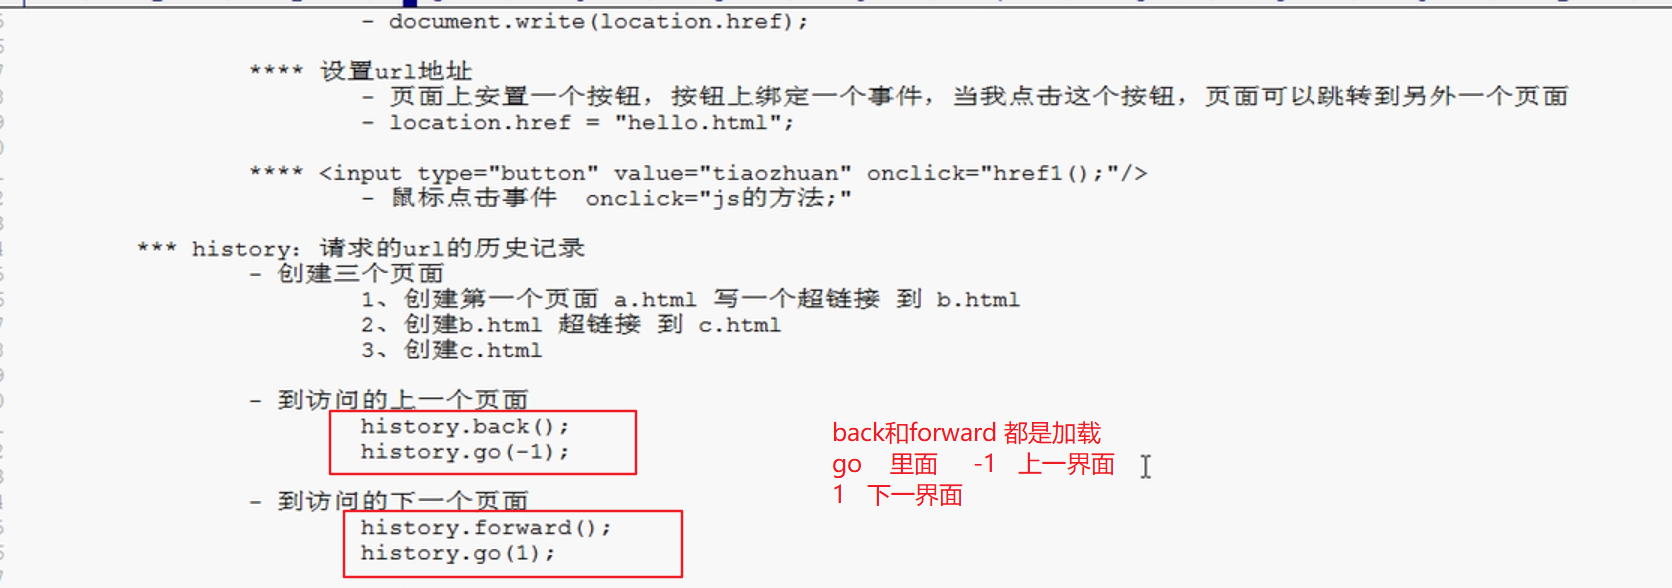 - document.write(location.href);
**** 设置url地址
- 页面上安置一个按钮，按钮上绑定一个事件，当我点击这个按钮，页面可以跳转到另外一个页面
- location.href = "hello.html";
**** <input type="button" value="tiaozhuan" onclick="href1();"/>
- 鼠标点击事件 onclick="js的方法;"
*** history：请求的url的历史记录
- 创建三个页面
1、创建第一个页面 a.html 写一个超链接 到 b.html
2、创建b.html 超链接 到 c.html
3、创建c.html
- 到访问的上一个页面
history.back();
history.go(-1);
- 到访问的下一个页面
history.forward();
history.go(1);
back和forward 都是加载
go 里面 -1 上一界面
1 下一界面